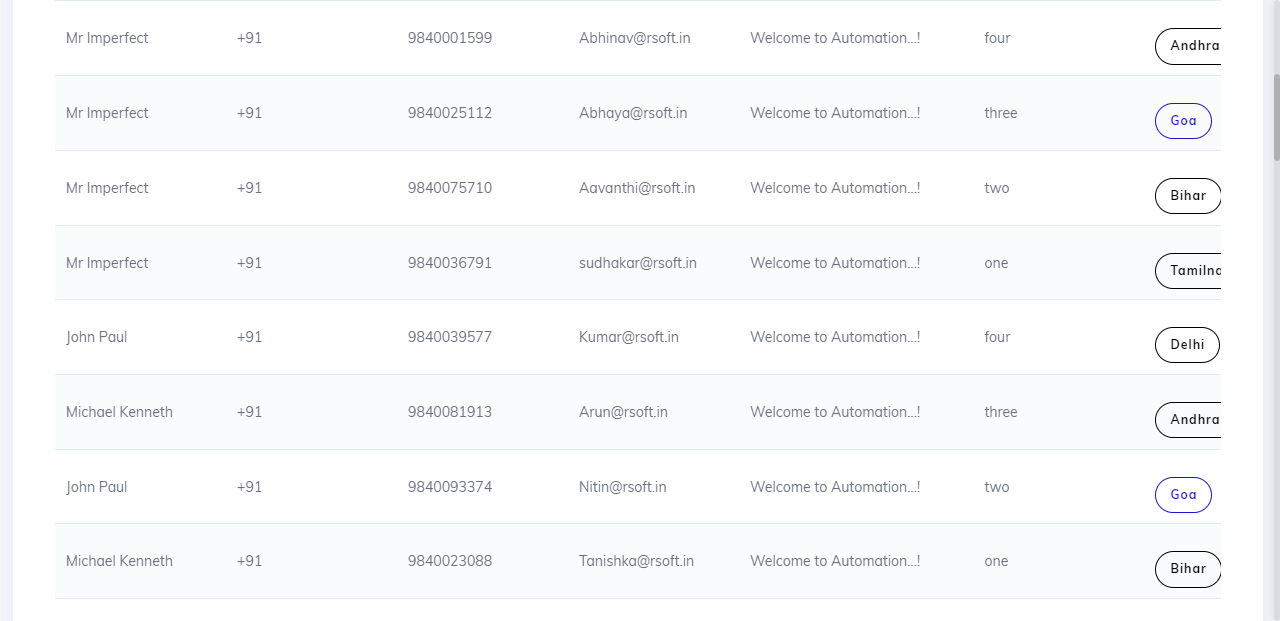 Mr Imperfect +91 9840001599 Abhinav@rsoft.in Welcome to Automation...! four Andhra
Mr Imperfect +91 9840025112 Abhaya@rsoft.in Welcome to Automation...! three Goa
Mr Imperfect +91 9840075710 Aavanthi@rsoft.in Welcome to Automation...! two Bihar
Mr Imperfect +91 9840036791 sudhakar@rsoft.in Welcome to Automation...! one Tamilna
John Paul +91 9840039577 Kumar@rsoft.in Welcome to Automation...! four Delhi
Michael Kenneth +91 9840081913 Arun@rsoft.in Welcome to Automation...! three Andhra
John Paul +91 9840093374 Nitin@rsoft.in Welcome to Automation...! two Goa
Michael Kenneth +91 9840023088 Tanishka@rsoft.in Welcome to Automation...! one Bihar